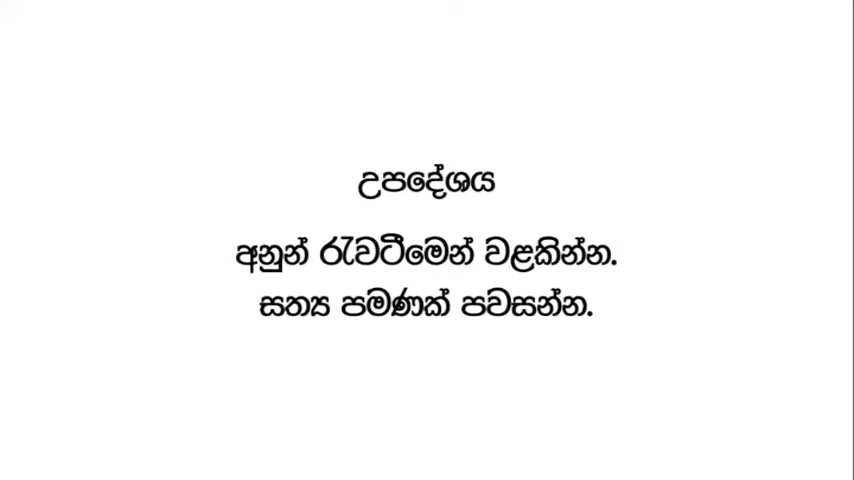 උපදේශය
අනුන් රැවටීමෙන් වළකින්න.
සත්‍ය පමණක් පවසන්න.